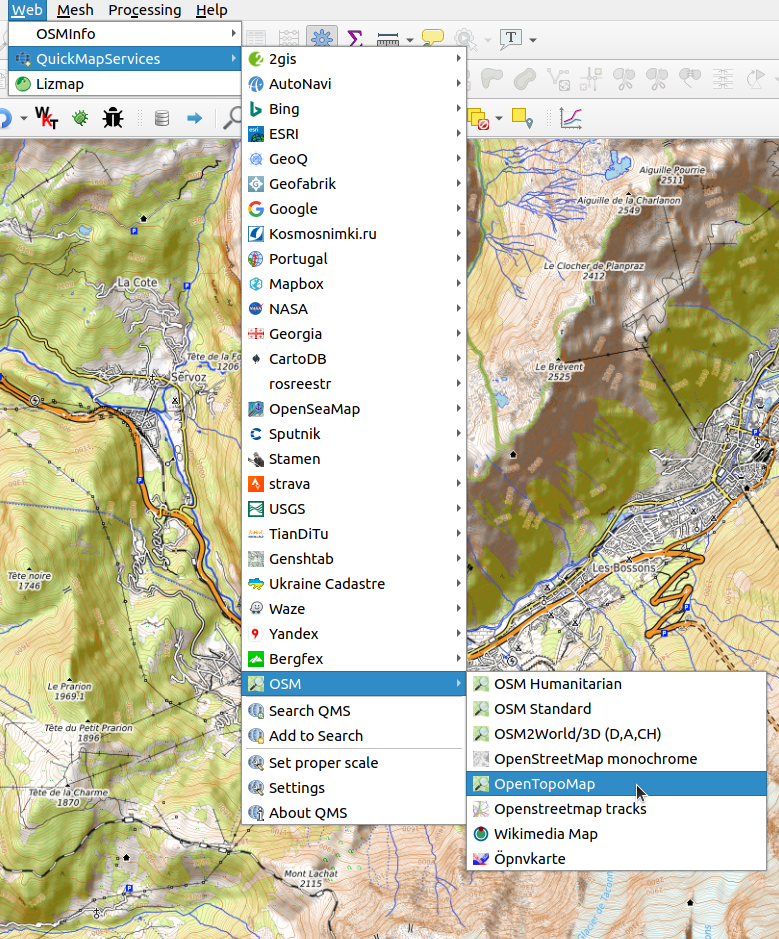 Web Mesh Processing Help
OSMInfo
QuickMapServices
Lizmap
T
WKT
2gis
AutoNavi
Bing
ESRI
GeoQ
Geofabrik
Google
Kosmosnimki.ru
Portugal
Mapbox
NASA
Georgia
CartoDB
rosreestr
OpenSeaMap
Sputnik
Stamen
strava
USGS
TianDiTu
Genshtab
Ukraine Cadastre
Waze
Yandex
Bergfex
OSM
Search QMS
Add to Search
Set proper scale
Settings
About QMS
OSM Humanitarian
OSM Standard
OSM2World/3D (D,A,CH)
OpenStreetMap monochrome
OpenTopoMap
Openstreetmap tracks
Wikimedia Map
Öpnvkarte
Aiguille Pourrie
2511
Aiguille de la Charlanon
2549
Le Clocher de Planpraz
2412
La Cote
Tête de la Fo
1206
Servoz
Le Brévent
2525
Les Bossons
Tête noire
1746
Le Prarion
1969.1
Tête du Petit Prarion
1896
Tête de la Charme
1870
Mont Lachat
2115